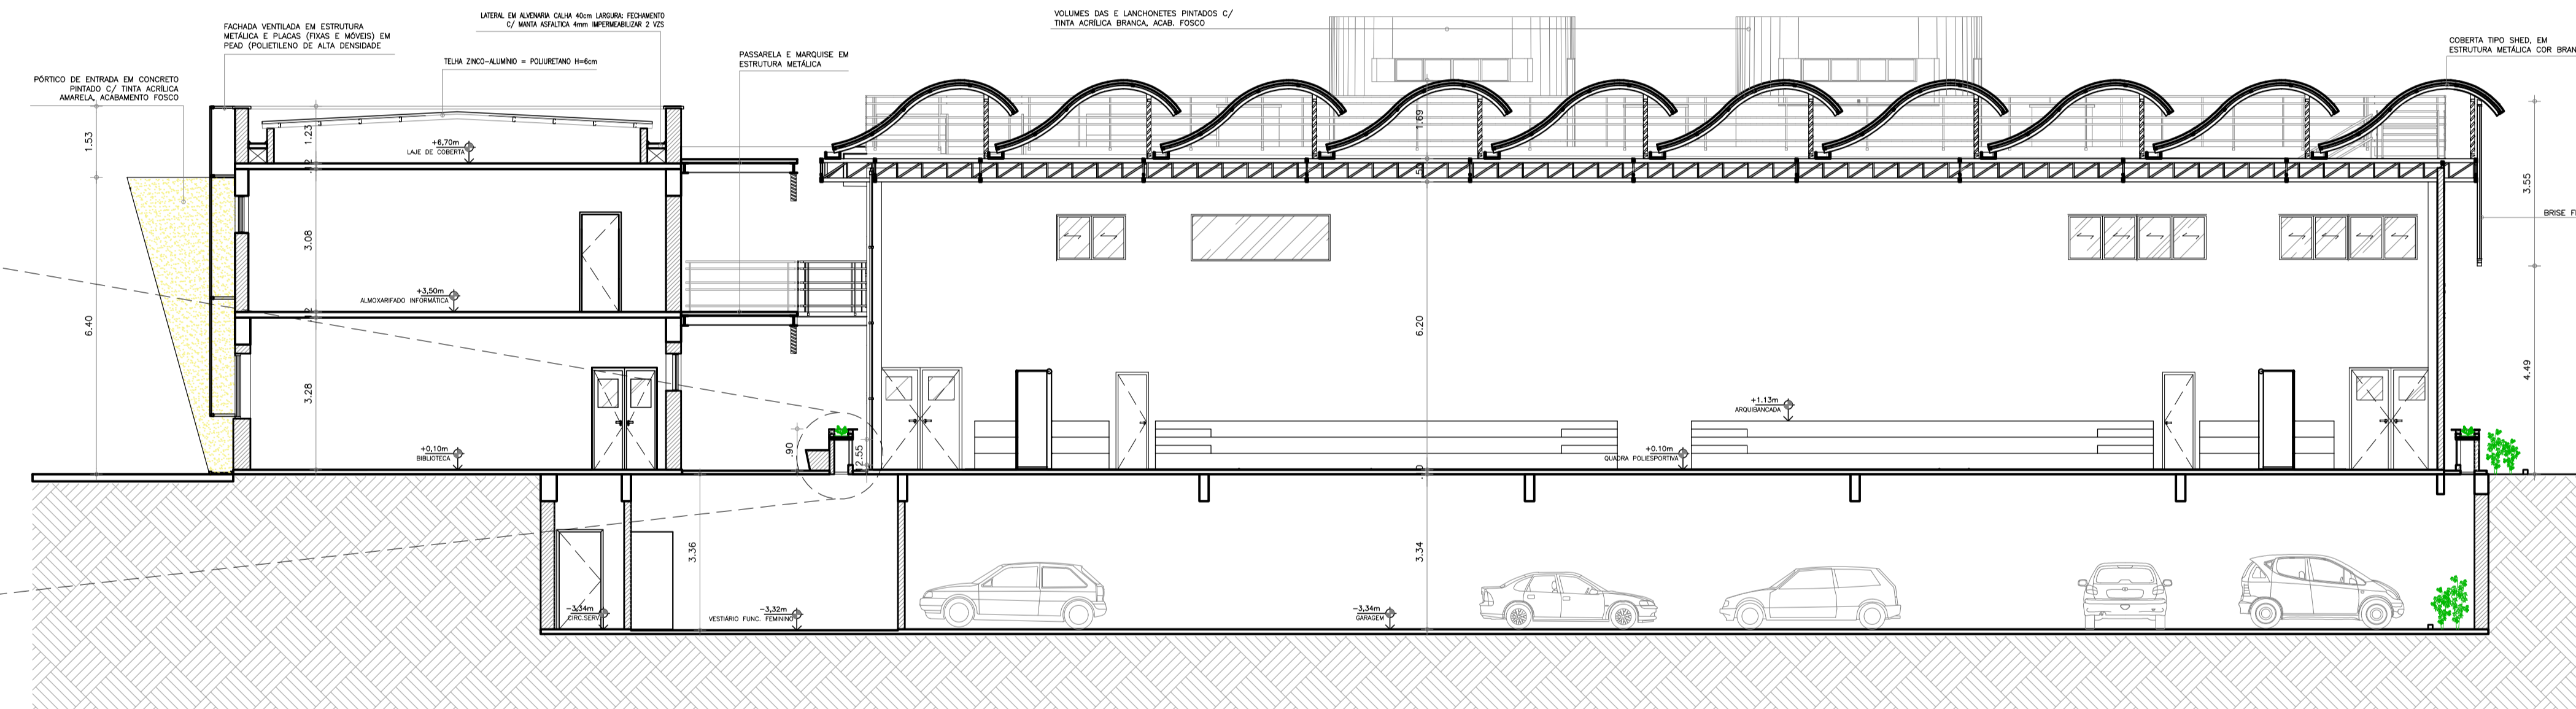 FACHADA VENTILADA EM ESTRUTURA
METÁLICA E PLACAS (FIXAS E MÓVEIS) EM
PEAD (POLIETILENO DE ALTA DENSIDADE
LATERAL EM ALVENARIA CALHA 40cm LARGURA: FECHAMENTO
C/ MANTA ASFALTICA 4mm IMPERMEABILIZAR 2 VZS
VOLUMES DAS E LANCHONETES PINTADOS C/
TINTA ACRÍLICA BRANCA, ACAB. FOSCO
COBERTA TIPO SHED, EM
ESTRUTURA METÁLICA COR BRAN
TELHA ZINCO-ALUMÍNIO = POLIURETANO H=6cm
PASSARELA E MARQUISE EM
ESTRUTURA METÁLICA
PÓRTICO DE ENTRADA EM CONCRETO
PINTADO C/ TINTA ACRÍLICA
AMARELA, ACABAMENTO FOSCO
1.53
1.23
+6,70m
LAJE DE COBERTA
1.69
3.55
BRISE
3.08
+3,50m
ALMOXARIFADO INFORMÁTICA
6.40
6.20
3.28
4.49
+1.13m
ARQUIBANCADA
+0,10m
BIBLIOTECA
.90
2.55
+0.10m
QUADRA POLIESPORTIVA
3.36
3.34
-3,34m
CIRC.SERV.
-3,32m
VESTIÁRIO FUNC. FEMININO
-3,34m
GARAGEM